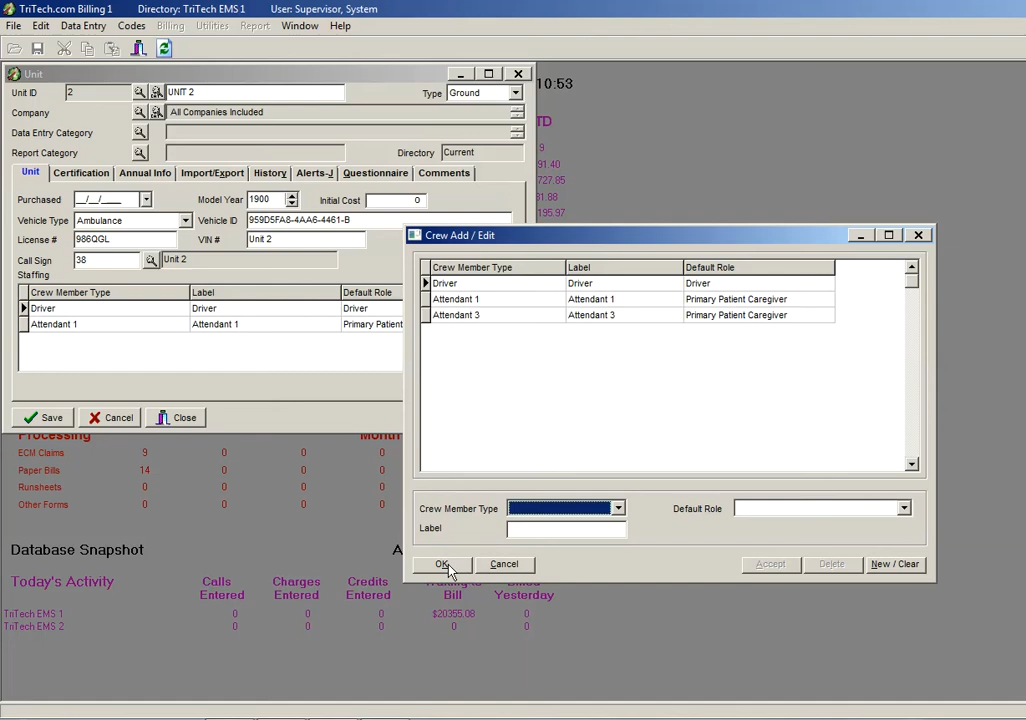 TriTech.com Billing 1 Directory: TriTech EMS 1 User: Supervisor, System
File Edit Data Entry Codes Billing Utilities Report Window Help
Unit
Unit ID 2 UNIT 2 Type Ground
10:53
Company All Companies Included
TD
Data Entry Category
Report Category Directory Current
9
Unit Certification Annual Info Import/Export History Alerts-J Questionnaire Comments
91.40
727.85
81.88
195.97
Purchased __/__/____ Model Year 1900 Initial Cost 0
Vehicle Type Ambulance Vehicle ID 959D5FA8-4AA6-4461-B
License # 986QGL VIN # Unit 2
Call Sign 38 Unit 2
Staffing
Crew Member Type Label Default Role
Driver Driver Driver
Attendant 1 Attendant 1 Primary Patient
Save Cancel Close
Crew Add / Edit
Crew Member Type Label Default Role
Driver Driver Driver
Attendant 1 Attendant 1 Primary Patient Caregiver
Attendant 3 Attendant 3 Primary Patient Caregiver
Crew Member Type Default Role
Label
OK Cancel Accept Delete New / Clear
Processing Month
ECM Claims 9 0 0 0
Paper Bills 14 0 0 0
Runsheets 0 0 0 0
Other Forms 0 0 0 0
Database Snapshot A
Today's Activity Calls Entered Charges Entered Credits Entered Bill Yesterday
TriTech EMS 1 0 0 0 $20355.08 0
TriTech EMS 2 0 0 0 0 0